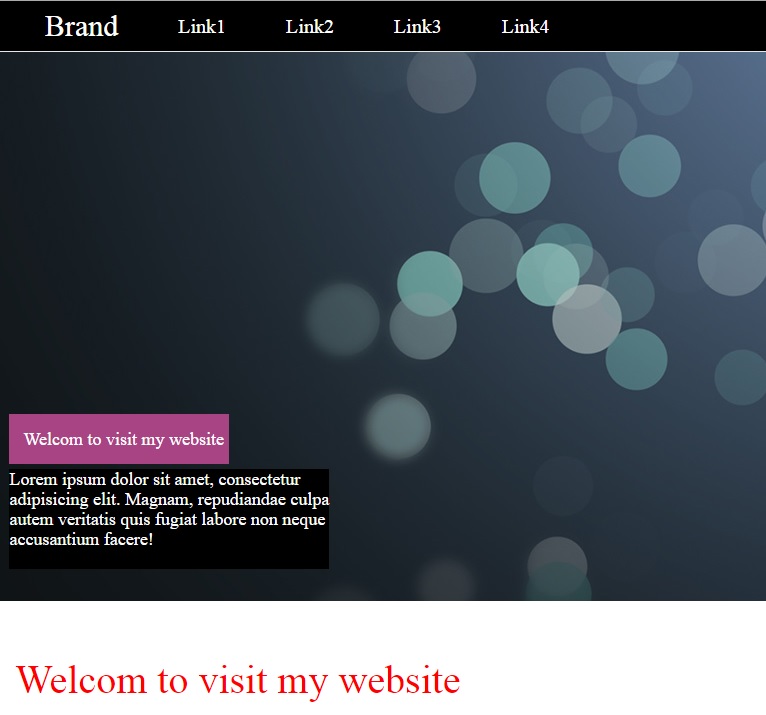 Brand Link1 Link2 Link3 Link4
Welcom to visit my website
Lorem ipsum dolor sit amet, consectetur
adipisicing elit. Magnam, repudiandae culpa
autem veritatis quis fugiat labore non neque
accusantium facere!
Welcom to visit my website